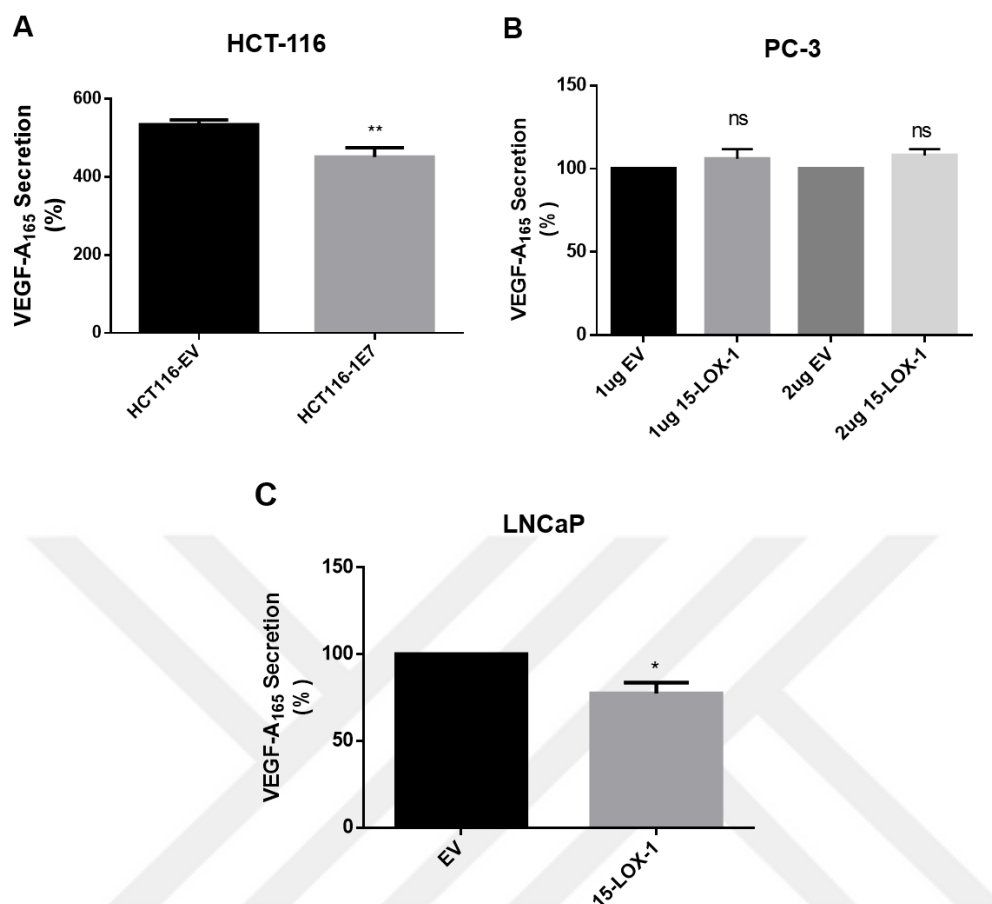 A
HCT-116
VEGF-A165 Secretion
(%)
600
400
200
0
**
HCT116-EV
HCT116-1E7
B
PC-3
VEGF-A165 Secretion
(% )
150
100
50
0
ns
ns
1ug EV
1ug 15-LOX-1
2ug EV
2ug 15-LOX-1
C
LNCaP
VEGF-A165 Secretion
(% )
150
100
50
0
*
EV
15-LOX-1